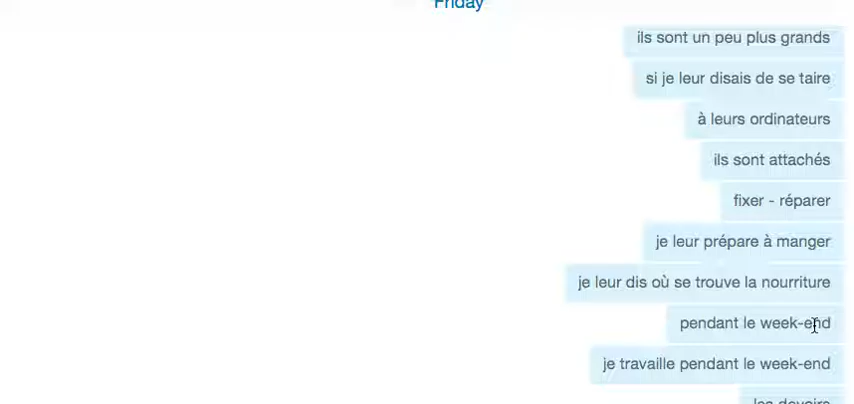 Friday
ils sont un peu plus grands
si je leur disais de se taire
à leurs ordinateurs
ils sont attachés
fixer - réparer
je leur prépare à manger
je leur dis où se trouve la nourriture
pendant le week-end
je travaille pendant le week-end
les devoirs